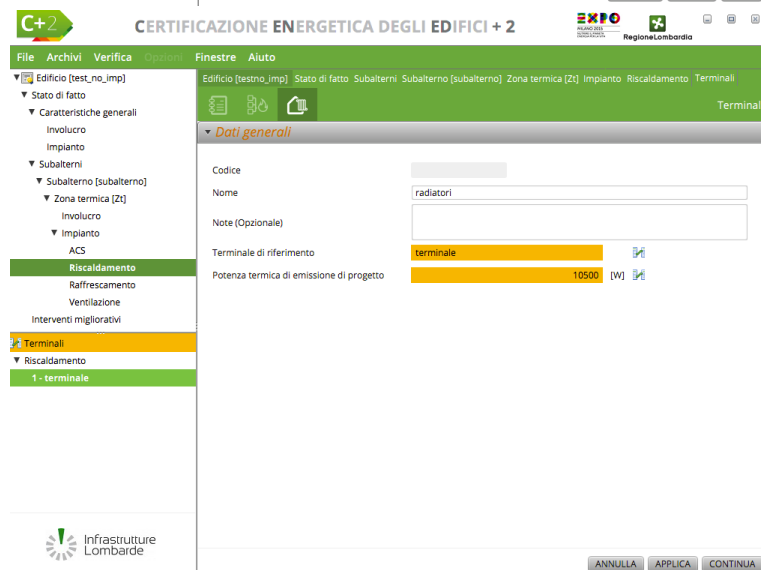 C+2 CERTIFICAZIONE ENERGETICA DEGLI EDIFICI + 2
EXPO
MILANO 2015
RegioneLombardia
File Archivi Verifica Opzioni Finestre Aiuto
Edificio [test_no_imp]
Stato di fatto
Caratteristiche generali
Involucro
Impianto
Subalterni
Subalterno [subalterno]
Zona termica [Zt]
Involucro
Impianto
ACS
Riscaldamento
Raffrescamento
Ventilazione
Interventi migliorativi
Terminali
Riscaldamento
1 - terminale
Infrastrutture
Lombarde
Edificio [testno_imp] Stato di fatto Subalterni Subalterno [subalterno] Zona termica [Zt] Impianto Riscaldamento Terminali
Terminal
Dati generali
Codice
Nome radiatori
Note (Opzionale)
Terminale di riferimento terminale
Potenza termica di emissione di progetto 10500 [W]
ANNULLA APPLICA CONTINUA